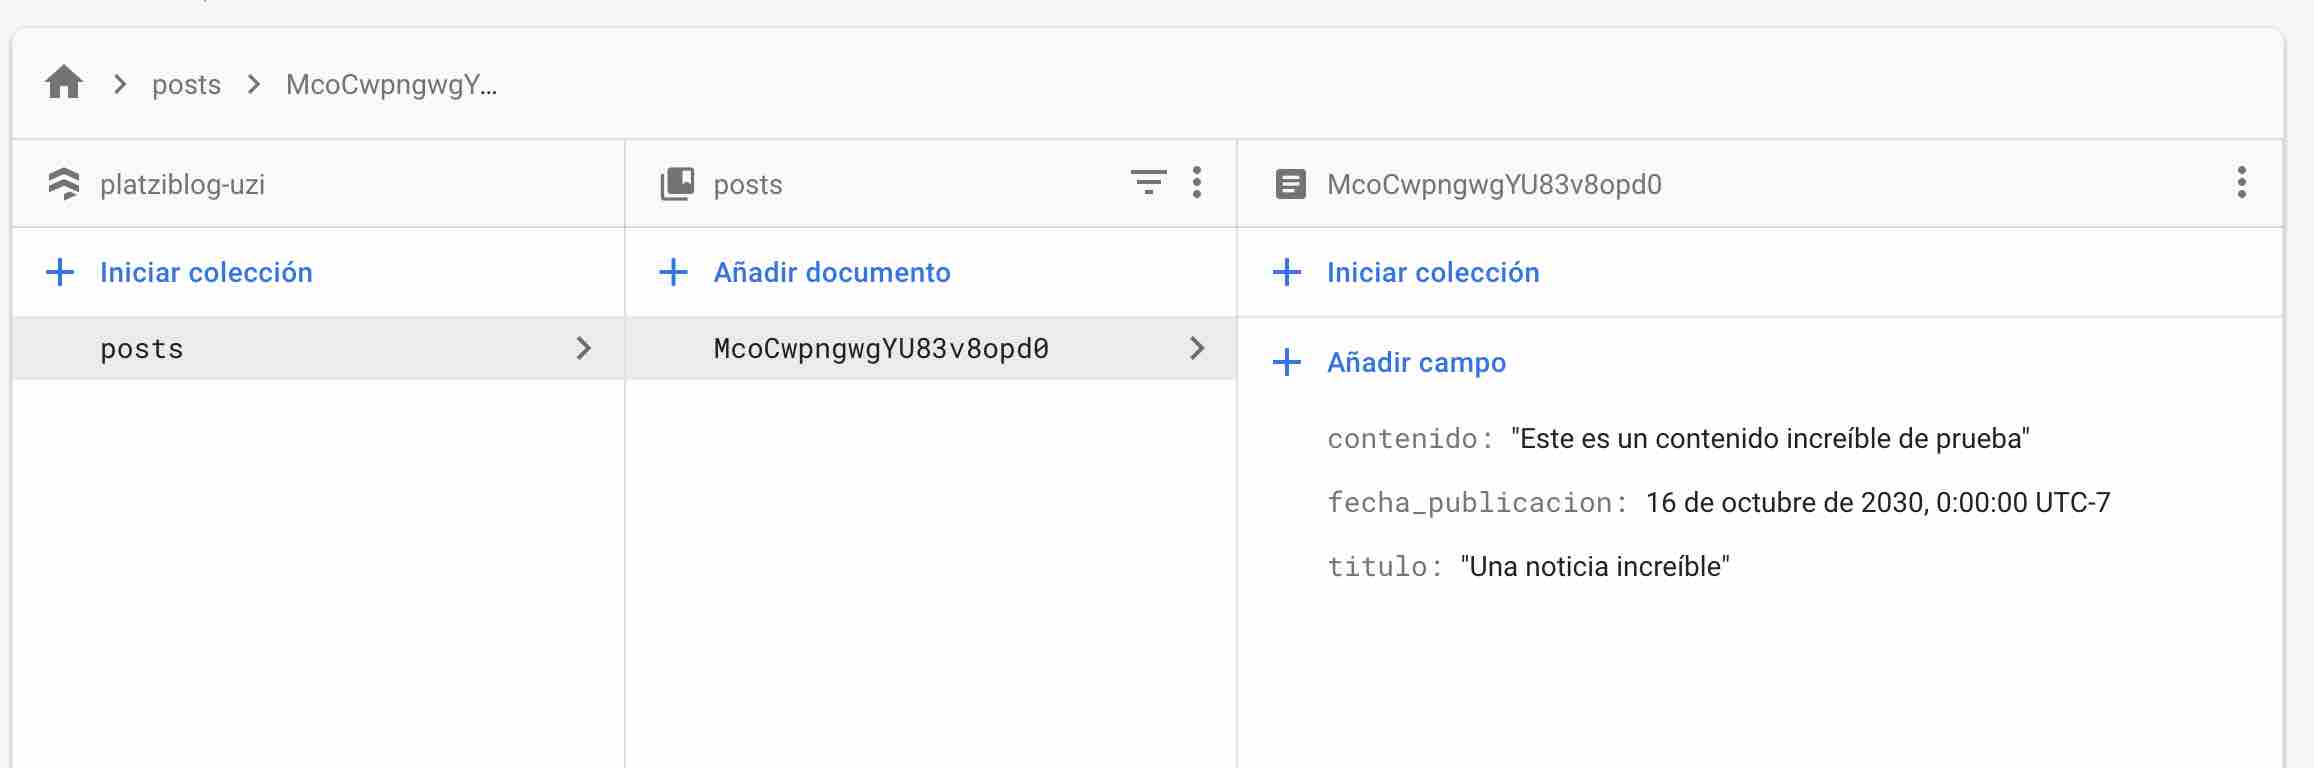 posts McoCwpngwgY...
platziblog-uzi
Iniciar colección
posts
posts
Añadir documento
McoCwpngwgYU83v8opd0
McoCwpngwgYU83v8opd0
Iniciar colección
Añadir campo
contenido: "Este es un contenido increíble de prueba"
fecha_publicacion: 16 de octubre de 2030, 0:00:00 UTC-7
titulo: "Una noticia increíble"